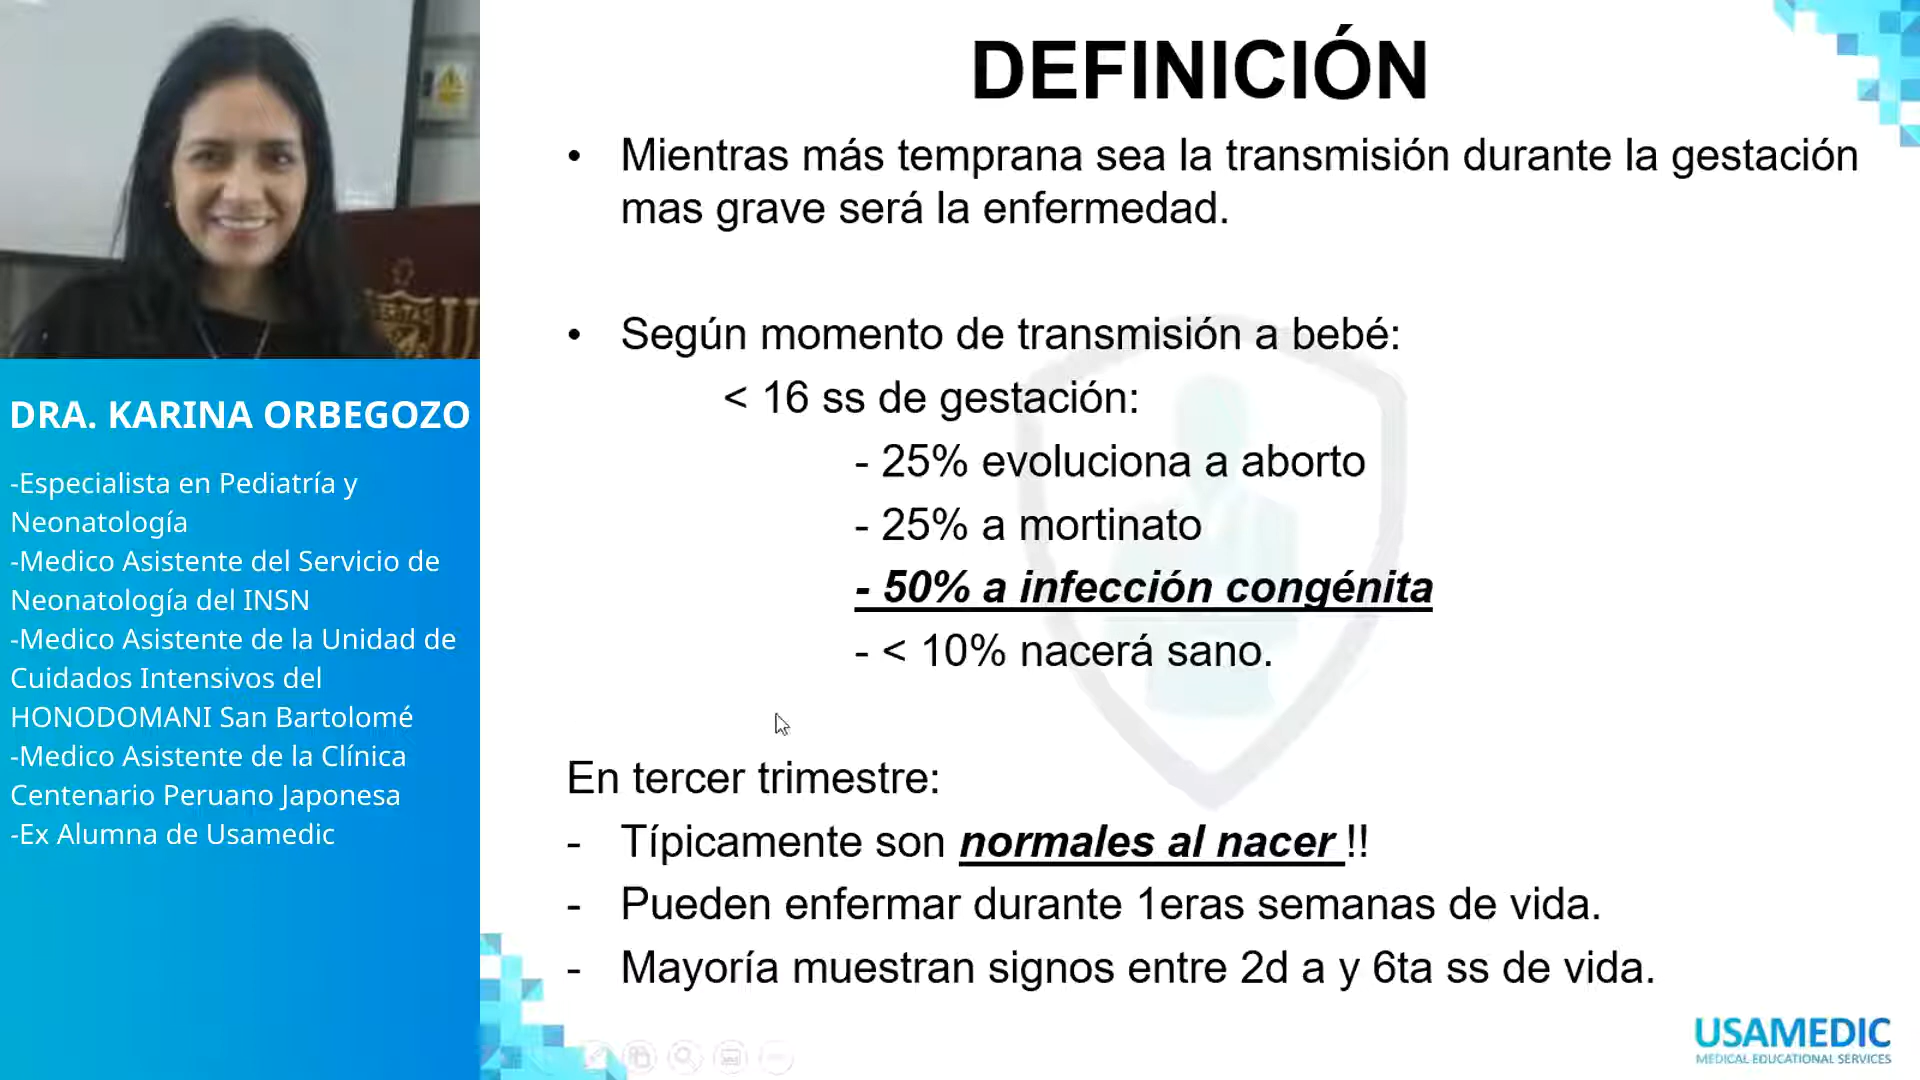 DEFINICIÓN
• Mientras más temprana sea la transmisión durante la gestación
mas grave será la enfermedad.
• Según momento de transmisión a bebé:
< 16 ss de gestación:
- 25% evoluciona a aborto
- 25% a mortinato
- 50% a infección congénita
- < 10% nacerá sano.
En tercer trimestre:
- Típicamente son normales al nacer !!
- Pueden enfermar durante 1eras semanas de vida.
- Mayoría muestran signos entre 2d a y 6ta ss de vida.
DRA. KARINA ORBEGOZO
-Especialista en Pediatría y
Neonatología
-Medico Asistente del Servicio de
Neonatología del INSN
-Medico Asistente de la Unidad de
Cuidados Intensivos del
HONODOMANI San Bartolomé
-Medico Asistente de la Clínica
Centenario Peruano Japonesa
-Ex Alumna de Usamedic
USAMEDIC
MEDICAL EDUCATIONAL SERVICES